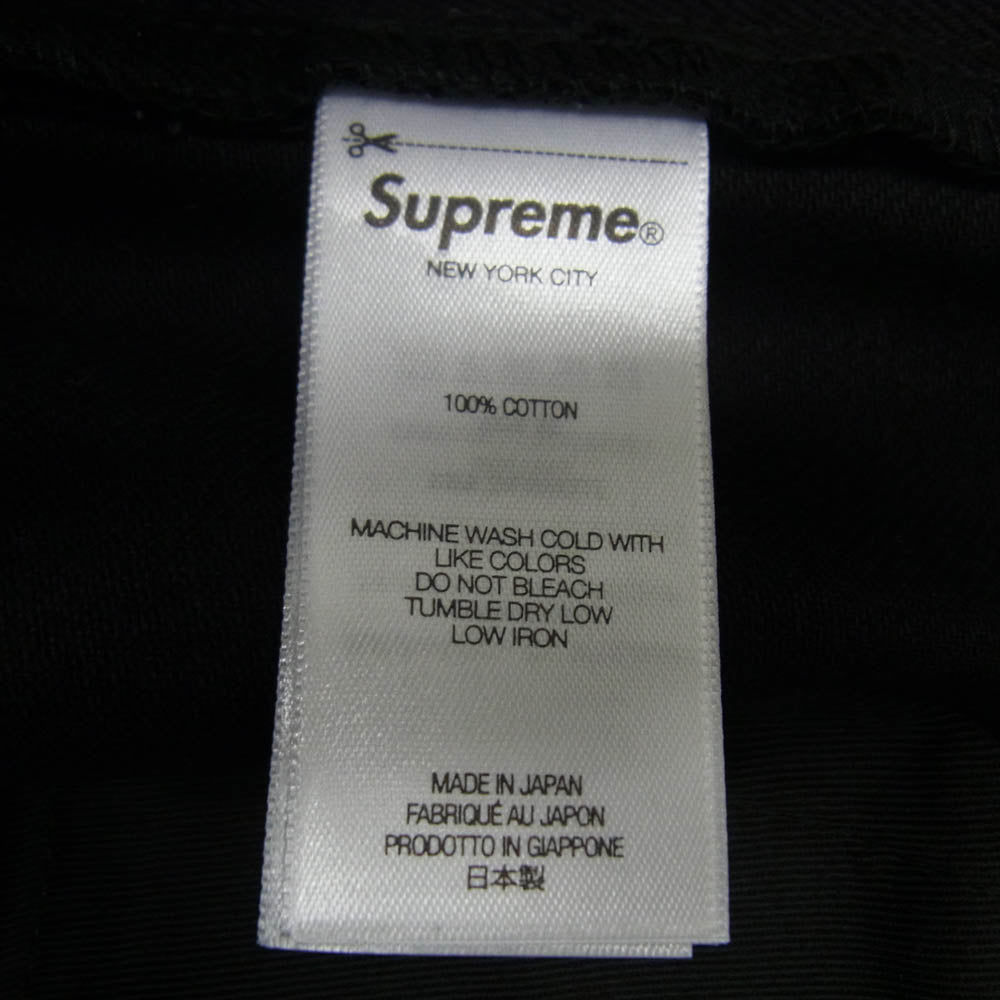 Supreme®
NEW YORK CITY
100% COTTON
MACHINE WASH COLD WITH
LIKE COLORS
DO NOT BLEACH
TUMBLE DRY LOW
LOW IRON
MADE IN JAPAN
FABRIQUÉ AU JAPON
PRODOTTO IN GIAPPONE
日本製